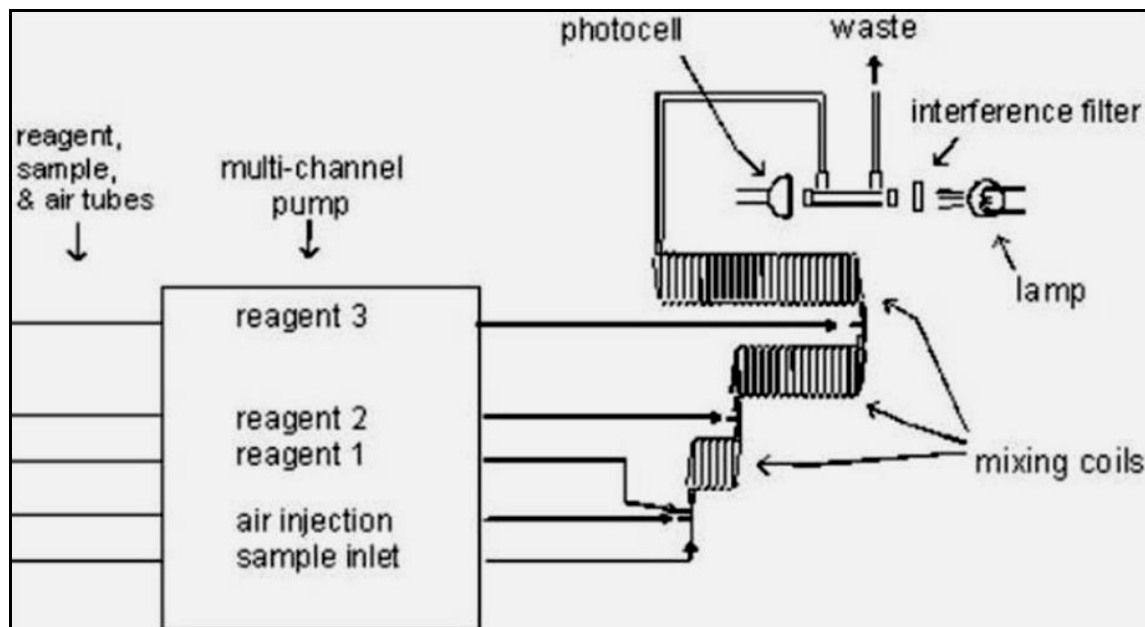 photocell
waste
interference filter
reagent,
sample,
& air tubes
multi-channel
pump
lamp
reagent 3
reagent 2
reagent 1
mixing coils
air injection
sample inlet